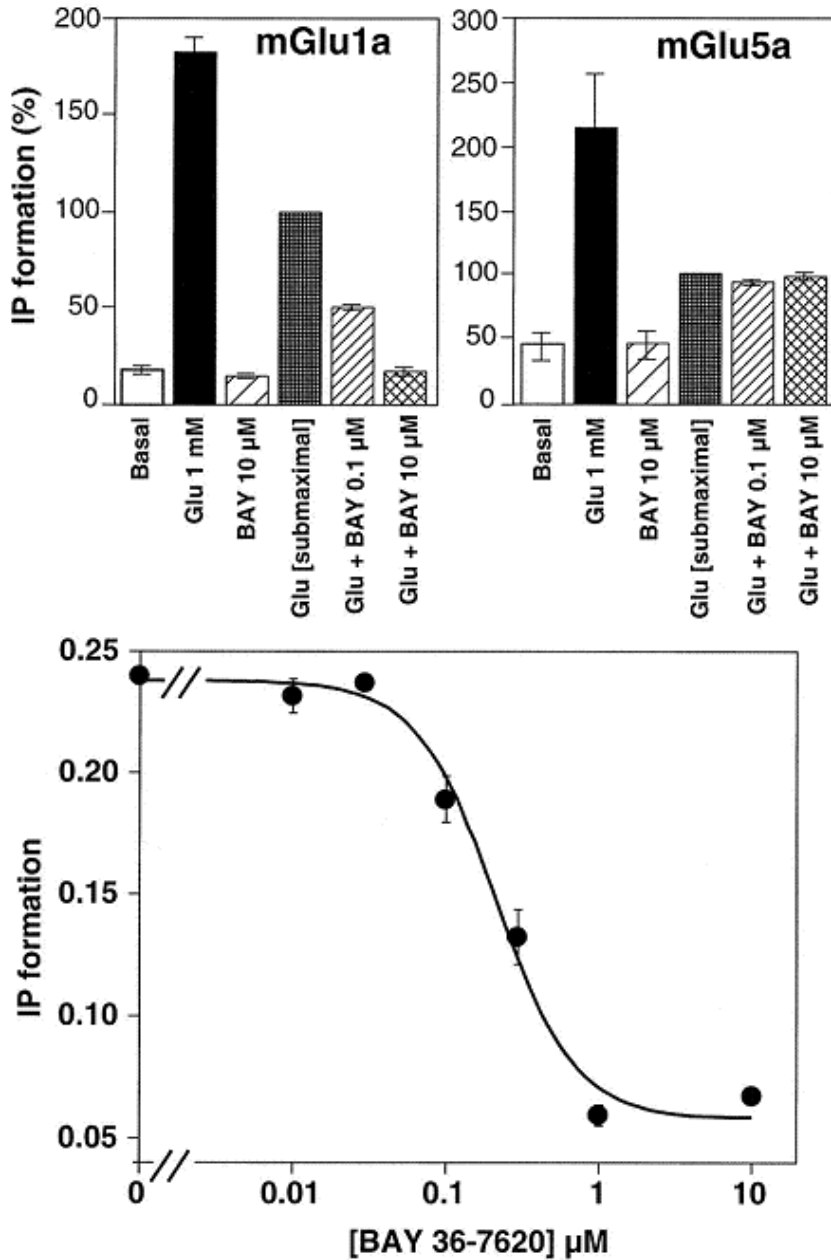 mGlu1a
IP formation (%)
200
150
100
50
0
Basal
Glu 1 mM
BAY 10 µM
Glu [submaximal]
Glu + BAY 0.1 µM
Glu + BAY 10 µM
mGlu5a
300
250
200
150
100
50
0
Basal
Glu 1 mM
BAY 10 µM
Glu [submaximal]
Glu + BAY 0.1 µM
Glu + BAY 10 µM
IP formation
0.25
0.20
0.15
0.10
0.05
0 0.01 0.1 1 10
[BAY 36-7620] µM